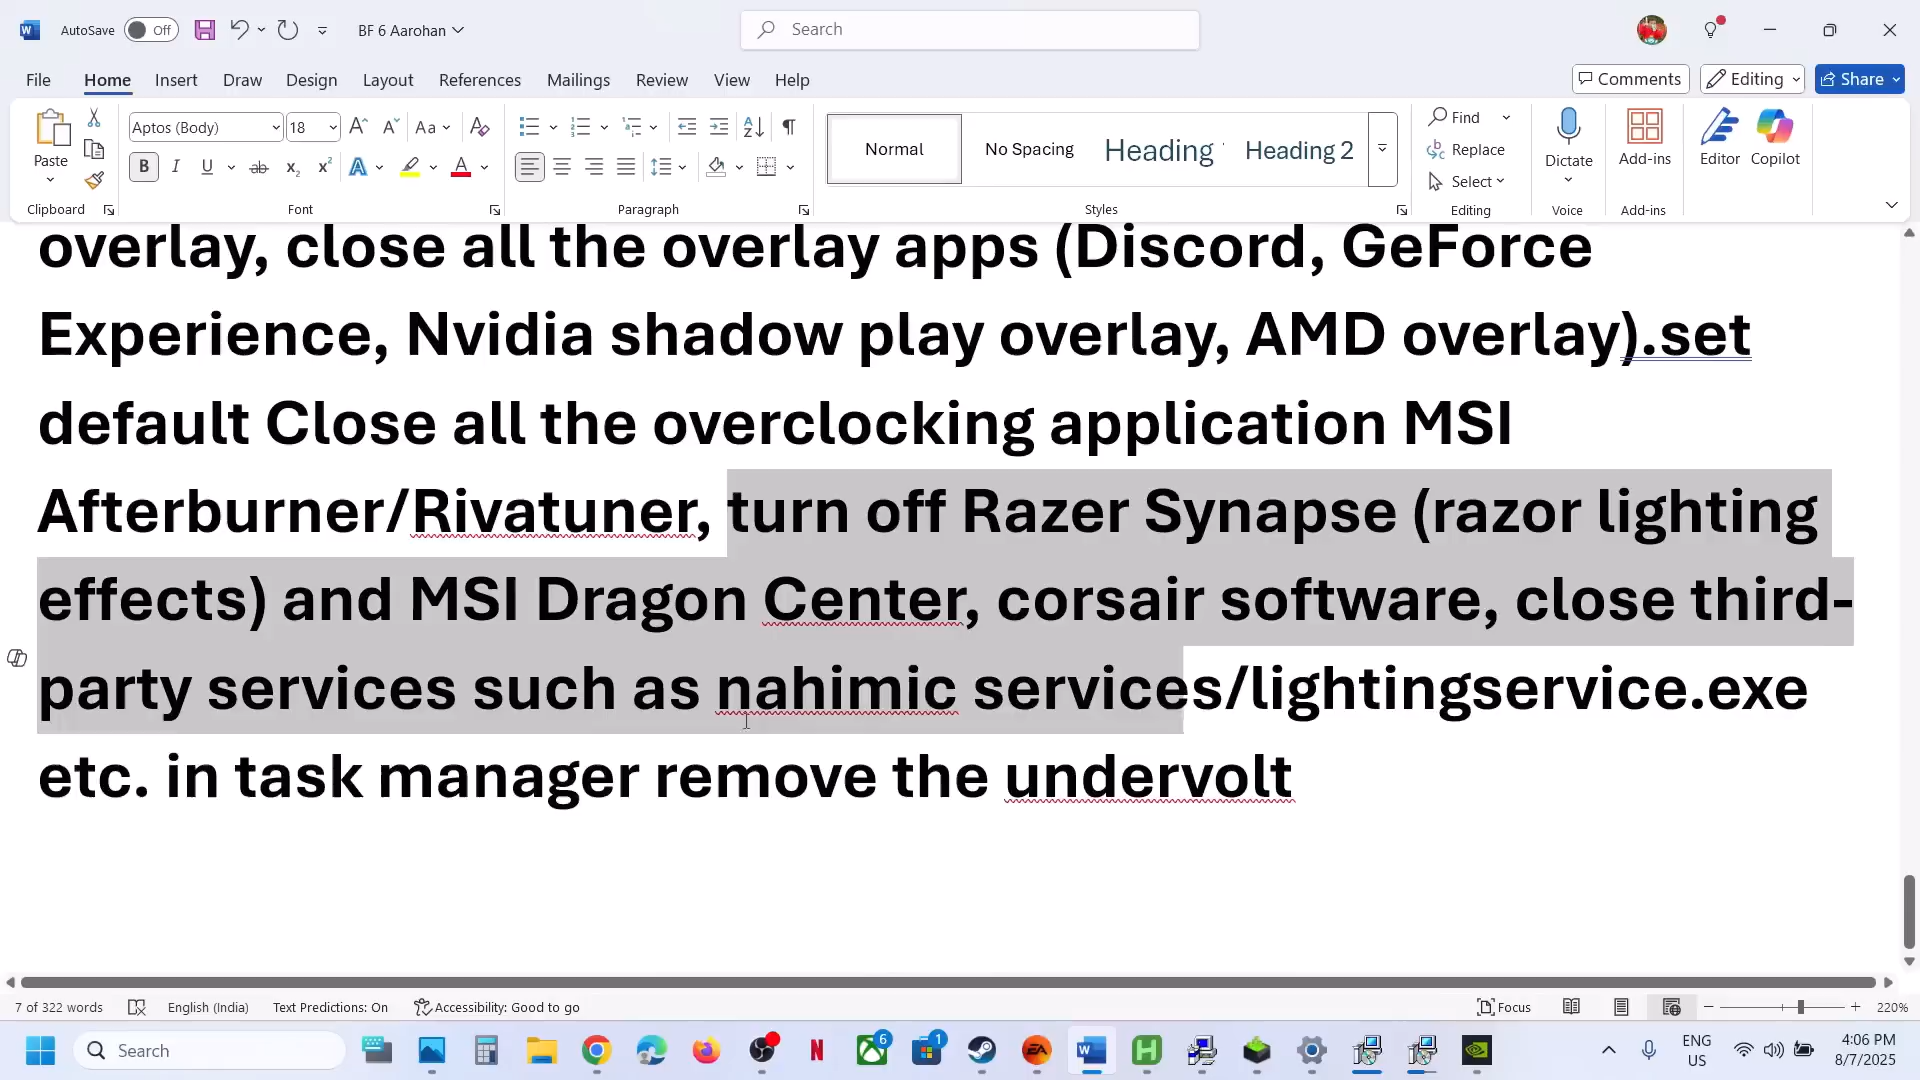 AutoSave
Off
BF 6 Aarohan
Search
File
Home
Insert
Draw
Design
Layout
References
Mailings
Review
View
Help
Comments
Editing
Share
Paste
Clipboard
Aptos (Body)
18
Font
Paragraph
Normal
No Spacing
Heading
Heading 2
Styles
Find
Replace
Select
Editing
Dictate
Voice
Add-ins
Add-ins
Editor
Copilot
overlay, close all the overlay apps (Discord, GeForce
Experience, Nvidia shadow play overlay, AMD overlay).set
default Close all the overclocking application MSI
Afterburner/Rivatuner, turn off Razer Synapse (razor lighting
effects) and MSI Dragon Center, corsair software, close third-
party services such as nahimic services/lightingservice.exe
etc. in task manager remove the undervolt
7 of 322 words
English (India)
Text Predictions: On
Accessibility: Good to go
Focus
220%
Search
6
1
ENG
US
4:06 PM
8/7/2025